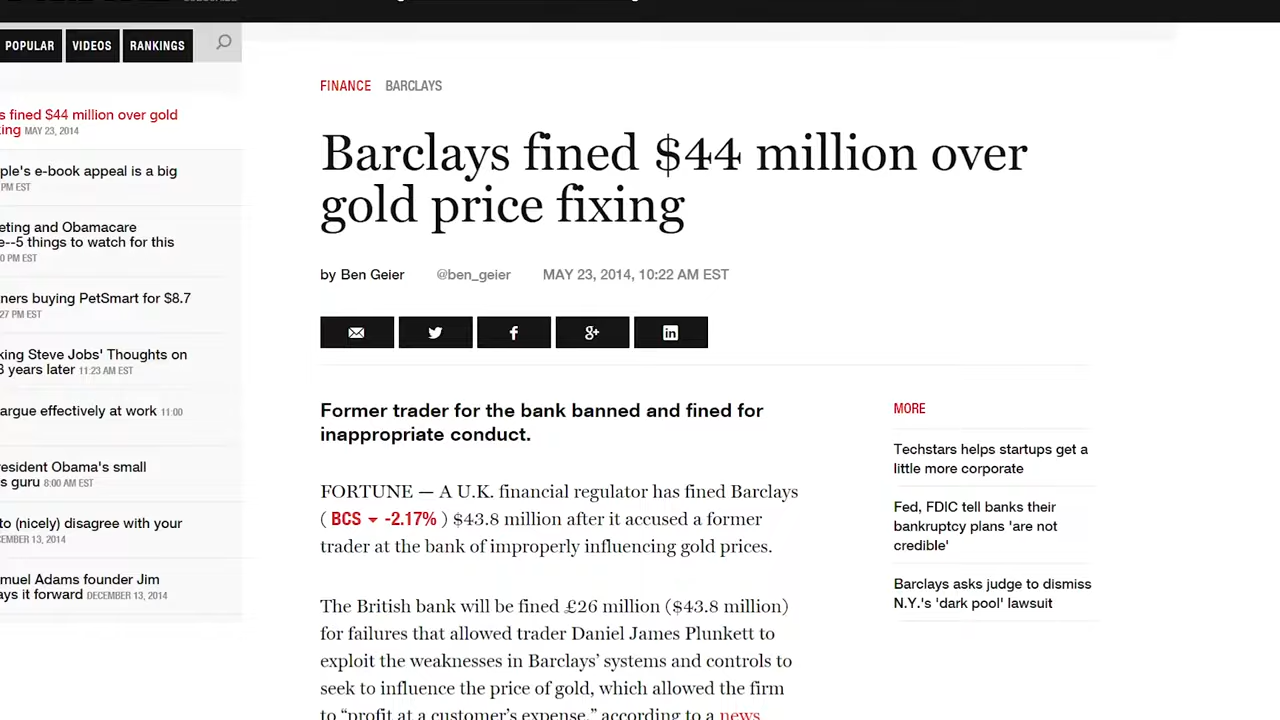 POPULAR
VIDEOS
RANKINGS
s fined $44 million over gold
ing MAY 23, 2014
ple's e-book appeal is a big
PM EST
eting and Obamacare
e--5 things to watch for this
0 PM EST
ners buying PetSmart for $8.7
27 PM EST
king Steve Jobs' Thoughts on
3 years later 11:23 AM EST
argue effectively at work 11:00
resident Obama's small
s guru 8:00 AM EST
to (nicely) disagree with your
CEMBER 13, 2014
muel Adams founder Jim
ays it forward DECEMBER 13, 2014
FINANCE BARCLAYS
Barclays fined $44 million over
gold price fixing
by Ben Geier @ben_geier MAY 23, 2014, 10:22 AM EST
Former trader for the bank banned and fined for
inappropriate conduct.
FORTUNE — A U.K. financial regulator has fined Barclays
( BCS -2.17% ) $43.8 million after it accused a former
trader at the bank of improperly influencing gold prices.
The British bank will be fined £26 million ($43.8 million)
for failures that allowed trader Daniel James Plunkett to
exploit the weaknesses in Barclays' systems and controls to
seek to influence the price of gold, which allowed the firm
to “profit at a customer's expense,” according to a news
MORE
Techstars helps startups get a
little more corporate
Fed, FDIC tell banks their
bankruptcy plans 'are not
credible'
Barclays asks judge to dismiss
N.Y.'s 'dark pool' lawsuit